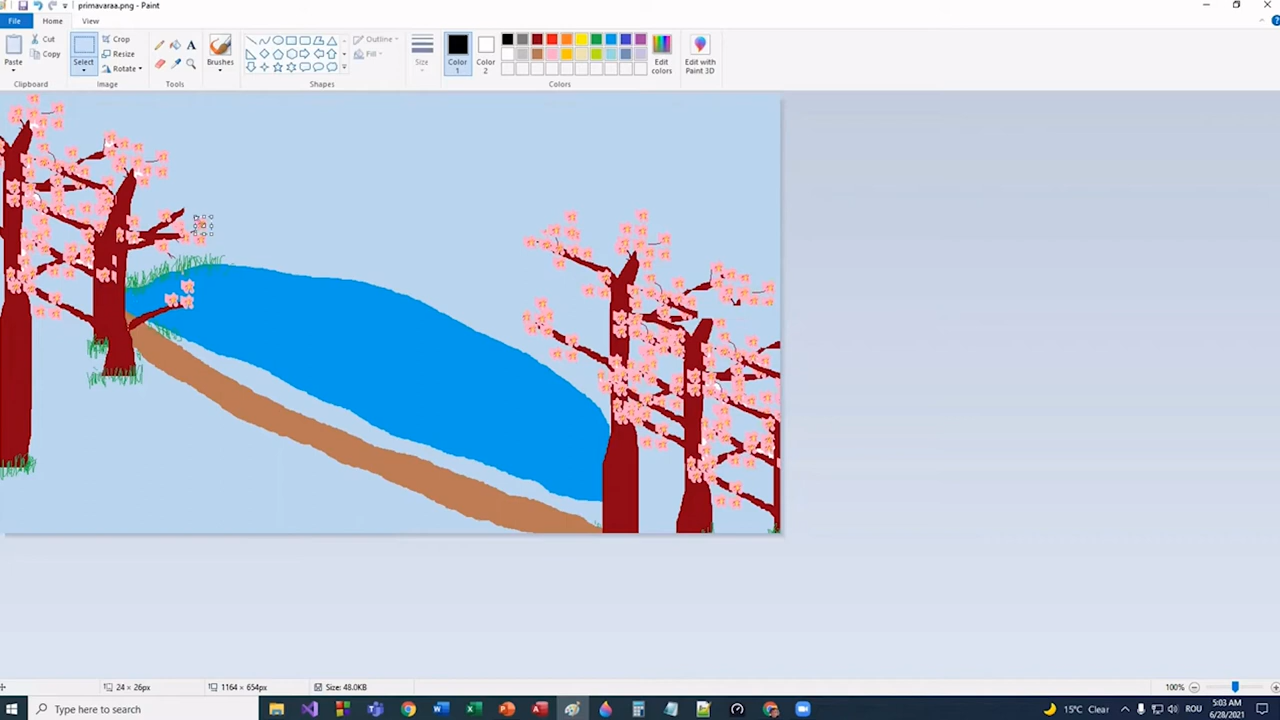 primavaraa.png - Paint
File
Home
View
Paste
Cut
Copy
Clipboard
Select
Crop
Resize
Rotate
Image
A
Tools
Brushes
Outline
Fill
Shapes
Size
Color
1
Color
2
Edit
colors
Colors
Edit with
Paint 3D
24 × 26px
1164 × 654px
Size: 48.0KB
100%
Type here to search
15°C Clear
ROU
5:03 AM
6/28/2021